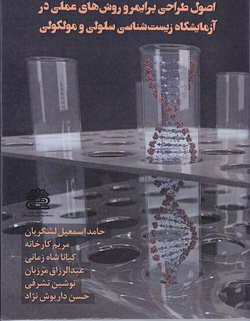 اصول طراحی پرایمر و روش‌های عملی در
آزمایشگاه زیست‌شناسی سلولی و مولکولی
حامد اسمعیل لشگریان
مریم کارخانه
کیانا شاه زمانی
عبدالرزاق مرزبان
نوشین تشرفی
حسن داریوش نژاد